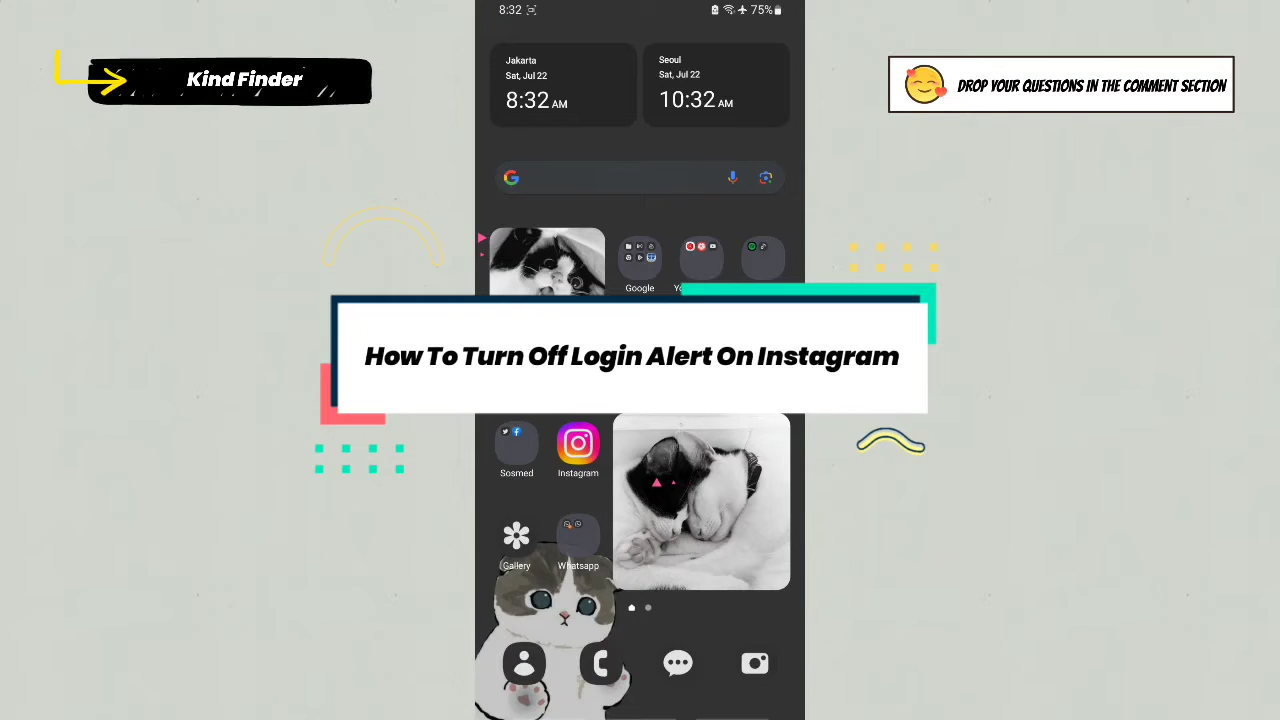 8:32
75%
Kind Finder
DROP YOUR QUESTIONS IN THE COMMENT SECTION
Jakarta
Sat, Jul 22
8:32 AM
Seoul
Sat, Jul 22
10:32 AM
Google
How To Turn Off Login Alert On Instagram
Sosmed
Instagram
Gallery
Whatsapp